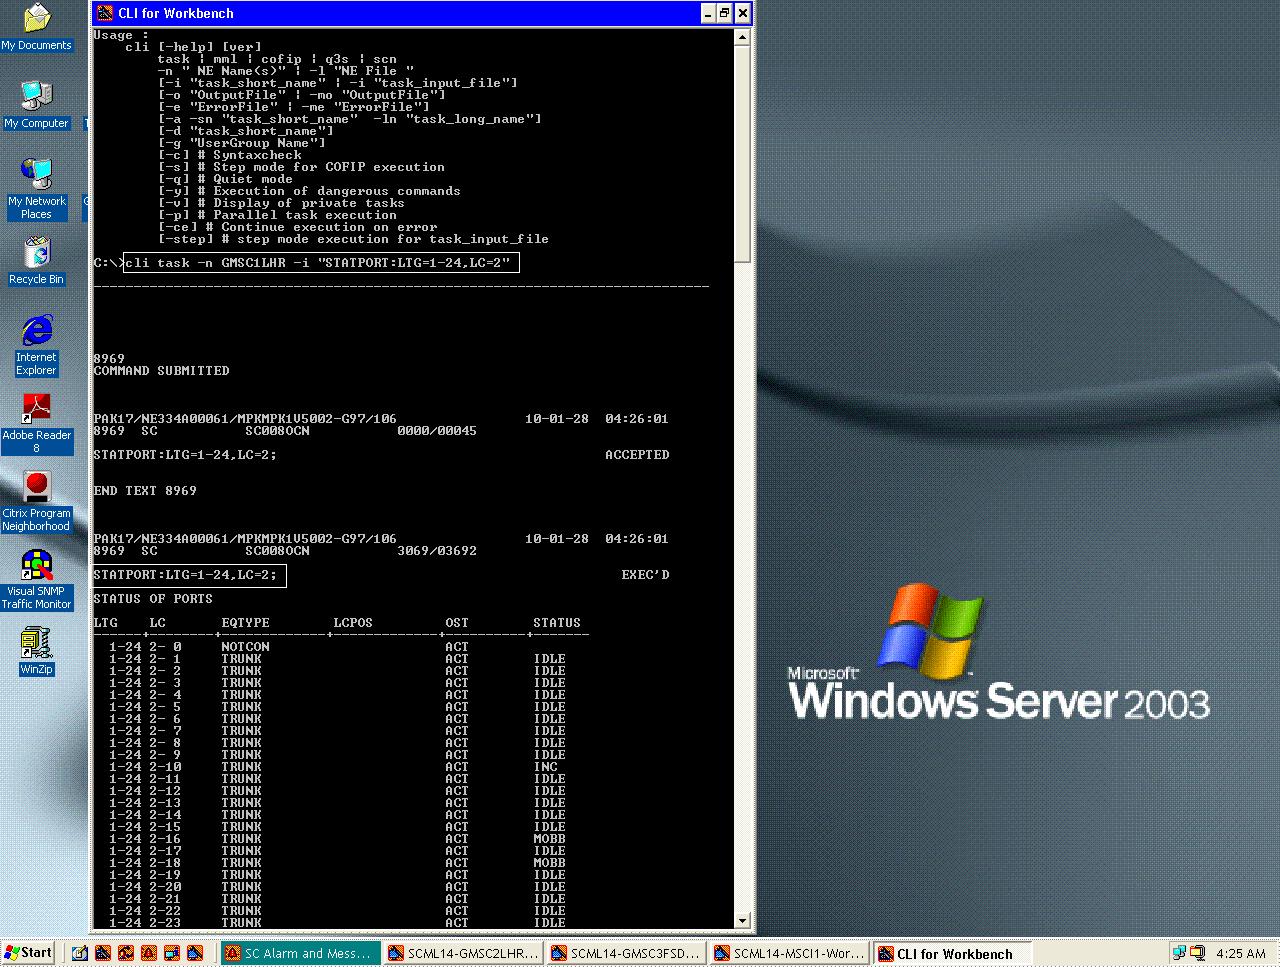 My Documents
My Computer
My Network
Places
Recycle Bin
Internet
Explorer
Adobe Reader
8
Citrix Program
Neighborhood
Visual SNMP
Traffic Monitor
WinZip
CLI for Workbench
Usage :
cli [-help] [ver]
task | mml | cofip | q3s | scn
-n " NE Name(s)" | -l "NE File "
[-i "task_short_name" | -i "task_input_file"]
[-o "OutputFile" | -mo "OutputFile"]
[-e "ErrorFile" | -me "ErrorFile"]
[-a -sn "task_short_name"  -ln "task_long_name"]
[-d "task_short_name"]
[-g "UserGroup Name"]
[-c] # Syntaxcheck
[-s] # Step mode for COFIP execution
[-q] # Quiet mode
[-y] # Execution of dangerous commands
[-v] # Display of private tasks
[-p] # Parallel task execution
[-ce] # Continue execution on error
[-step] # step mode execution for task_input_file
C:\>cli task -n GMSC1LHR -i "STATPORT:LTG=1-24,LC=2"
8969
COMMAND SUBMITTED
PAK17/NE334A00061/MPKMPK1V5002-G97/106 10-01-28 04:26:01
8969 SC SC008OCN 0000/00045
STATPORT:LTG=1-24,LC=2; ACCEPTED
END TEXT 8969
PAK17/NE334A00061/MPKMPK1V5002-G97/106 10-01-28 04:26:01
8969 SC SC008OCN 3069/03692
STATPORT:LTG=1-24,LC=2; EXEC'D
STATUS OF PORTS
LTG LC EQTYPE LCPOS OST STATUS
1-24 2- 0 NOTCON ACT
1-24 2- 1 TRUNK ACT IDLE
1-24 2- 2 TRUNK ACT IDLE
1-24 2- 3 TRUNK ACT IDLE
1-24 2- 4 TRUNK ACT IDLE
1-24 2- 5 TRUNK ACT IDLE
1-24 2- 6 TRUNK ACT IDLE
1-24 2- 7 TRUNK ACT IDLE
1-24 2- 8 TRUNK ACT IDLE
1-24 2- 9 TRUNK ACT IDLE
1-24 2-10 TRUNK ACT INC
1-24 2-11 TRUNK ACT IDLE
1-24 2-12 TRUNK ACT IDLE
1-24 2-13 TRUNK ACT IDLE
1-24 2-14 TRUNK ACT IDLE
1-24 2-15 TRUNK ACT IDLE
1-24 2-16 TRUNK ACT MOBB
1-24 2-17 TRUNK ACT IDLE
1-24 2-18 TRUNK ACT MOBB
1-24 2-19 TRUNK ACT IDLE
1-24 2-20 TRUNK ACT IDLE
1-24 2-21 TRUNK ACT IDLE
1-24 2-22 TRUNK ACT IDLE
1-24 2-23 TRUNK ACT IDLE
Microsoft
Windows Server 2003
Start
SC Alarm and Mess...
SCML14-GMSC2LHR...
SCML14-GMSC3FSD...
SCML14-MSCI1-Wor...
CLI for Workbench
4:25 AM